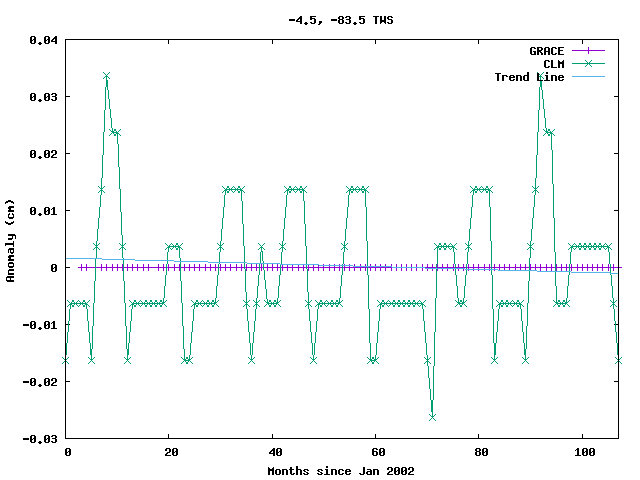 -4.5, -83.5 TWS
0.04
0.03
0.02
0.01
0
-0.01
-0.02
-0.03
Anomaly (cm)
GRACE
CLM
Trend Line
0 20 40 60 80 100
Months since Jan 2002